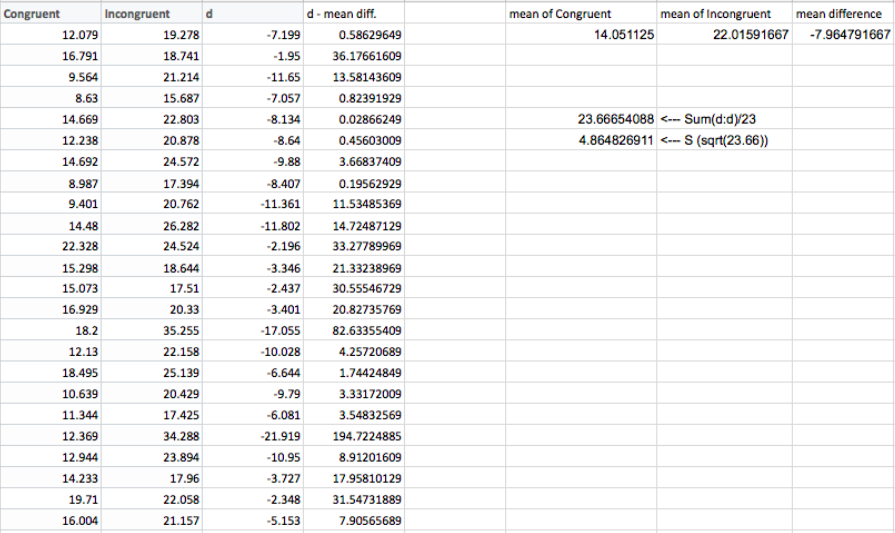 Congruent Incongruent d d - mean diff. mean of Congruent mean of Incongruent mean difference
12.079 19.278 -7.199 0.58629649 14.051125 22.01591667 -7.964791667
16.791 18.741 -1.95 36.17661609
9.564 21.214 -11.65 13.58143609
8.63 15.687 -7.057 0.82391929
14.669 22.803 -8.134 0.02866249 23.66654088 <--- Sum(d:d)/23
12.238 20.878 -8.64 0.45603009 4.864826911 <--- S (sqrt(23.66))
14.692 24.572 -9.88 3.66837409
8.987 17.394 -8.407 0.19562929
9.401 20.762 -11.361 11.53485369
14.48 26.282 -11.802 14.72487129
22.328 24.524 -2.196 33.27789969
15.298 18.644 -3.346 21.33238969
15.073 17.51 -2.437 30.55546729
16.929 20.33 -3.401 20.82735769
18.2 35.255 -17.055 82.63355409
12.13 22.158 -10.028 4.25720689
18.495 25.139 -6.644 1.74424849
10.639 20.429 -9.79 3.33172009
11.344 17.425 -6.081 3.54832569
12.369 34.288 -21.919 194.7224885
12.944 23.894 -10.95 8.91201609
14.233 17.96 -3.727 17.95810129
19.71 22.058 -2.348 31.54731889
16.004 21.157 -5.153 7.90565689